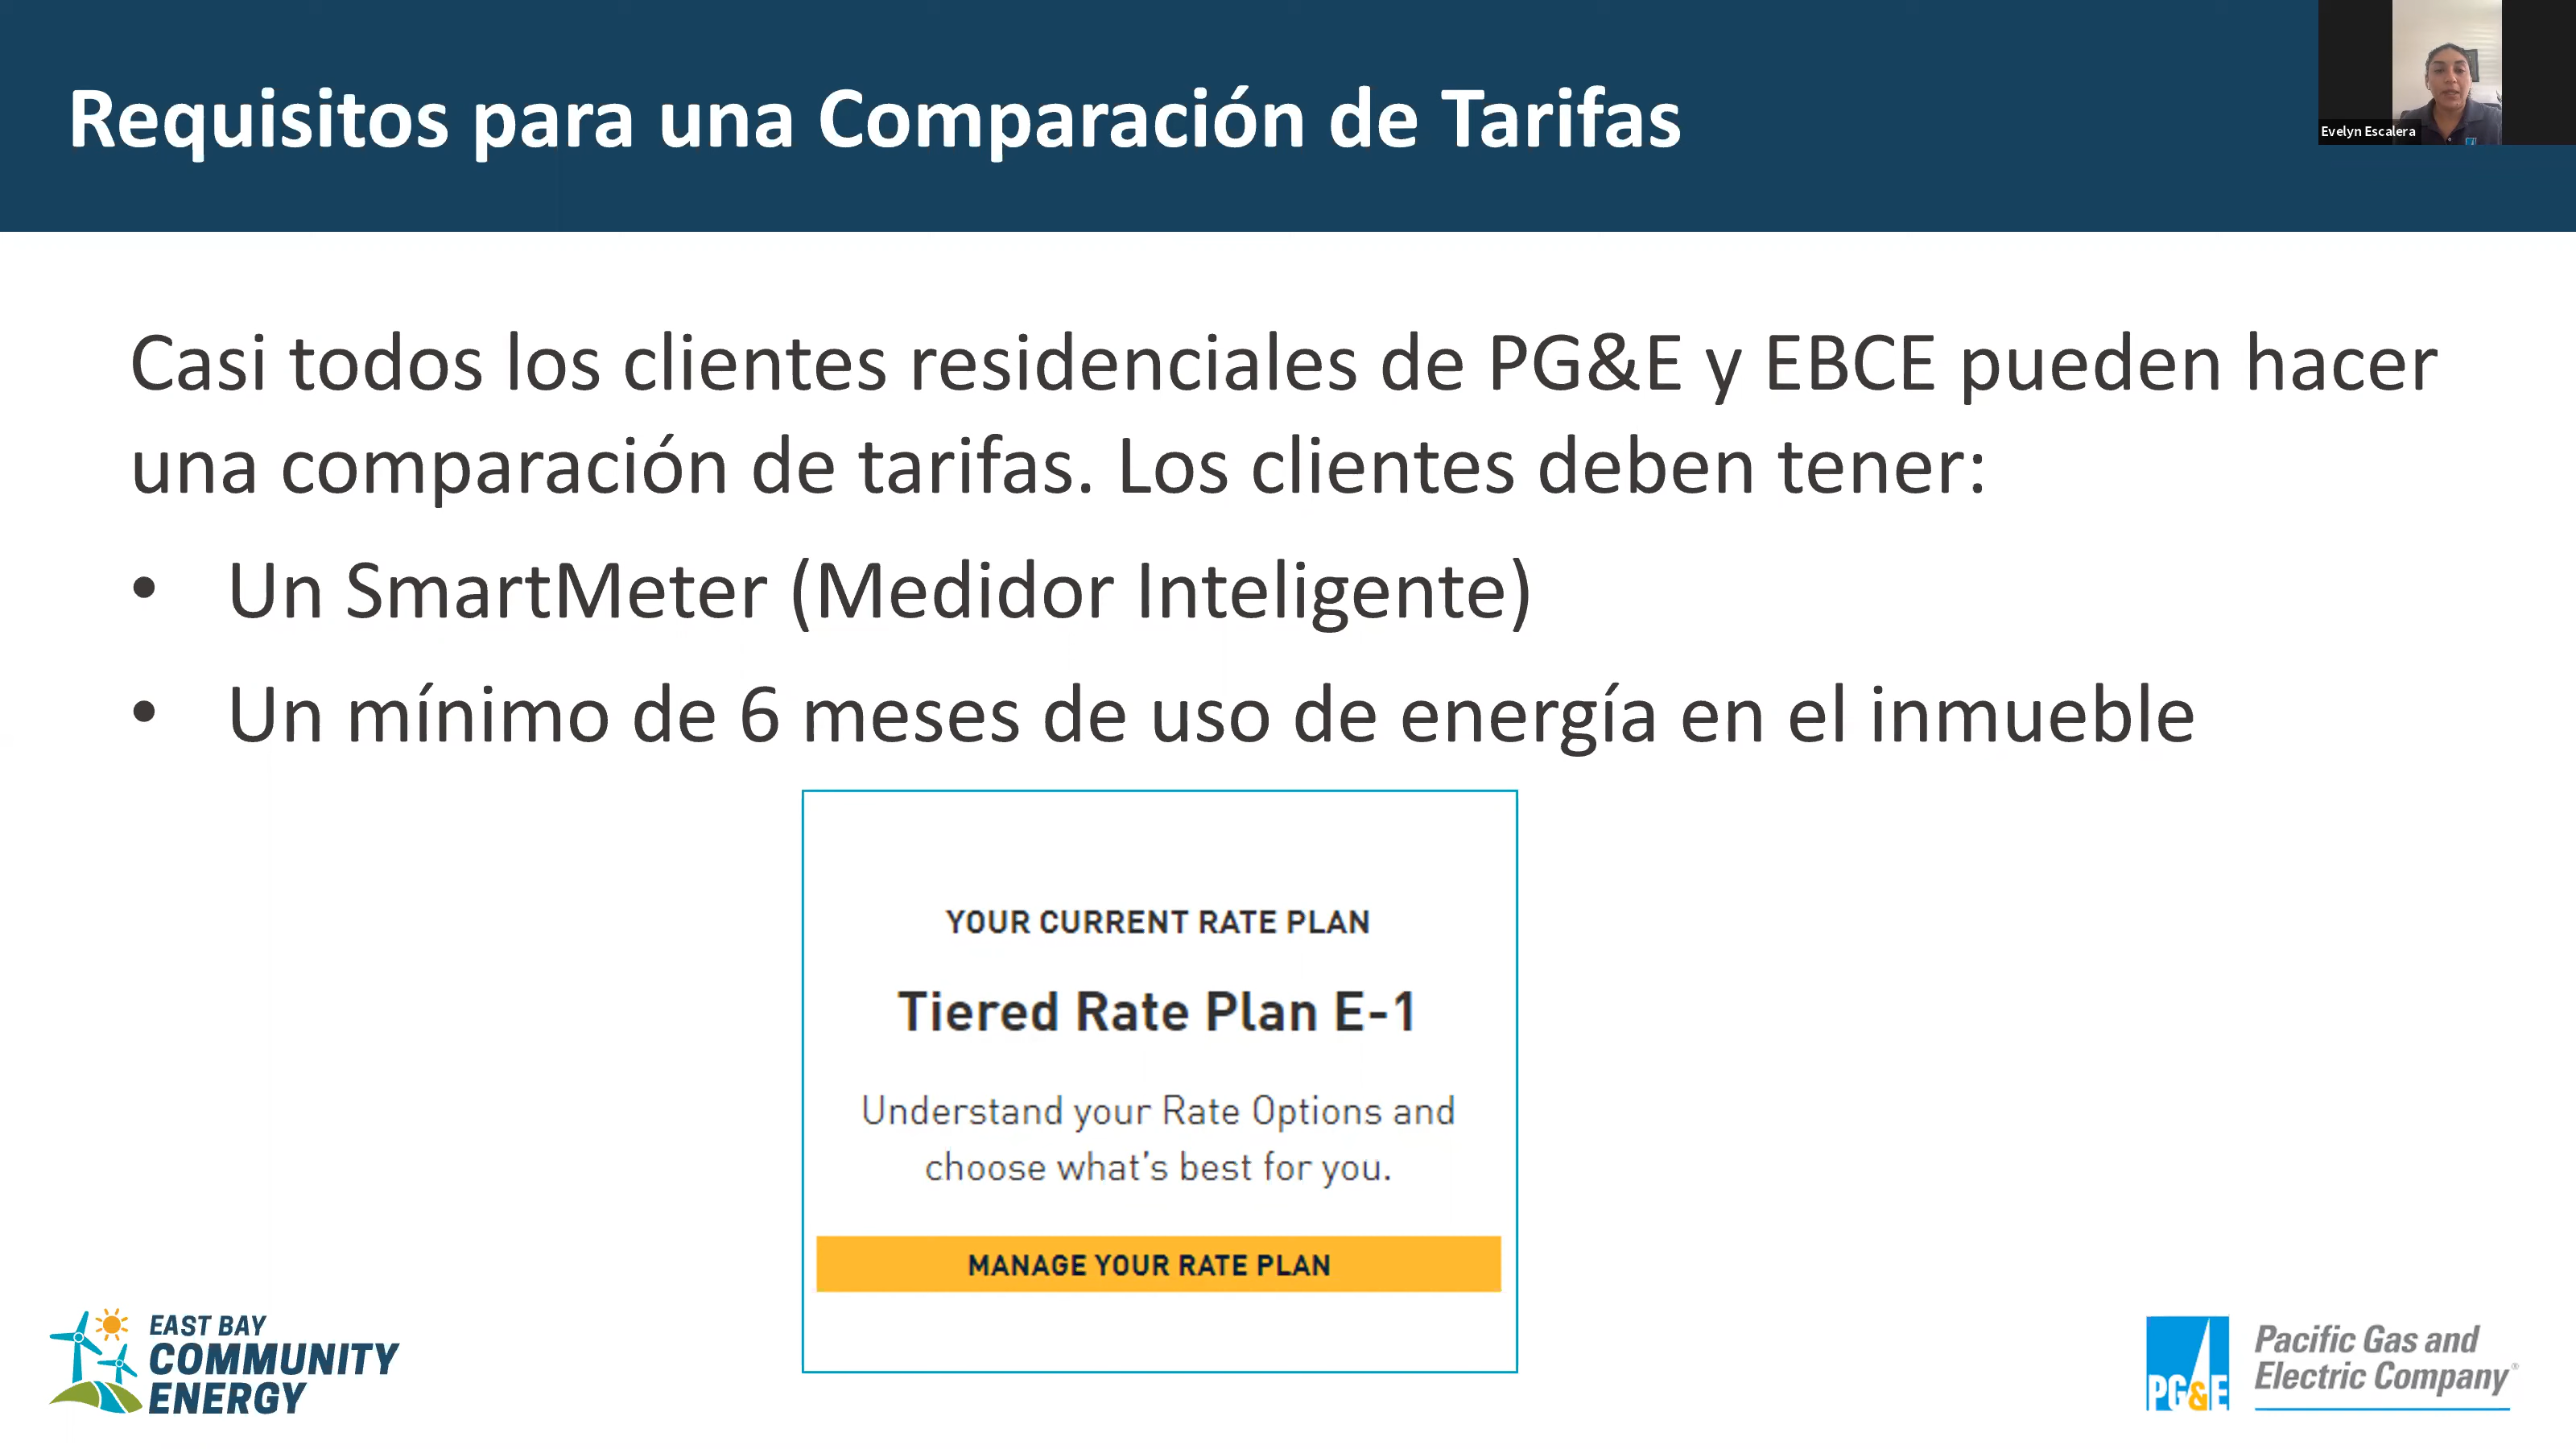 Requisitos para una Comparación de Tarifas
Evelyn Escalera
Casi todos los clientes residenciales de PG&E y EBCE pueden hacer
una comparación de tarifas. Los clientes deben tener:
• Un SmartMeter (Medidor Inteligente)
• Un mínimo de 6 meses de uso de energía en el inmueble
YOUR CURRENT RATE PLAN
Tiered Rate Plan E-1
Understand your Rate Options and
choose what's best for you.
MANAGE YOUR RATE PLAN
EAST BAY
COMMUNITY
ENERGY
PG&E
Pacific Gas and
Electric Company®